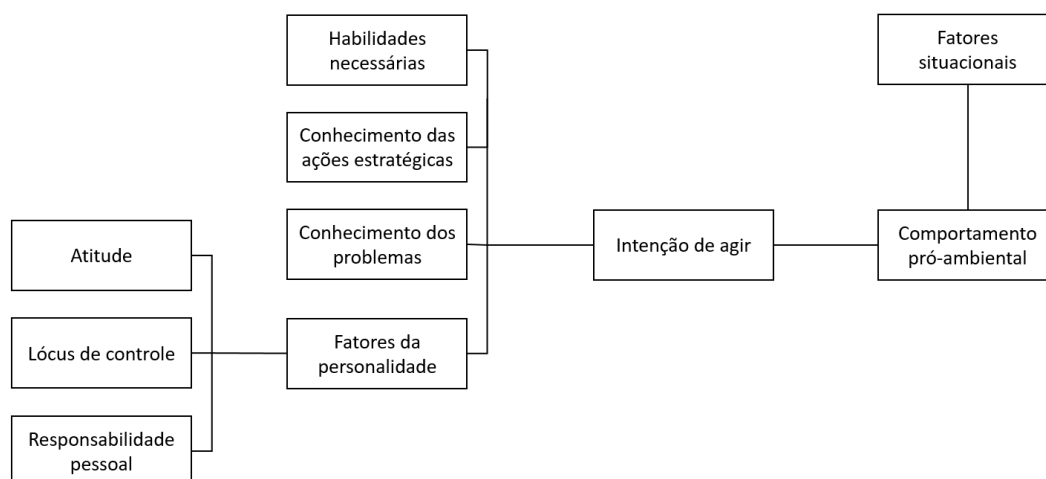 Habilidades
necessárias
Fatores
situacionais
Conhecimento das
ações estratégicas
Atitude
Conhecimento dos
problemas
Intenção de agir
Comportamento
pró-ambiental
Lócus de controle
Fatores da
personalidade
Responsabilidade
pessoal